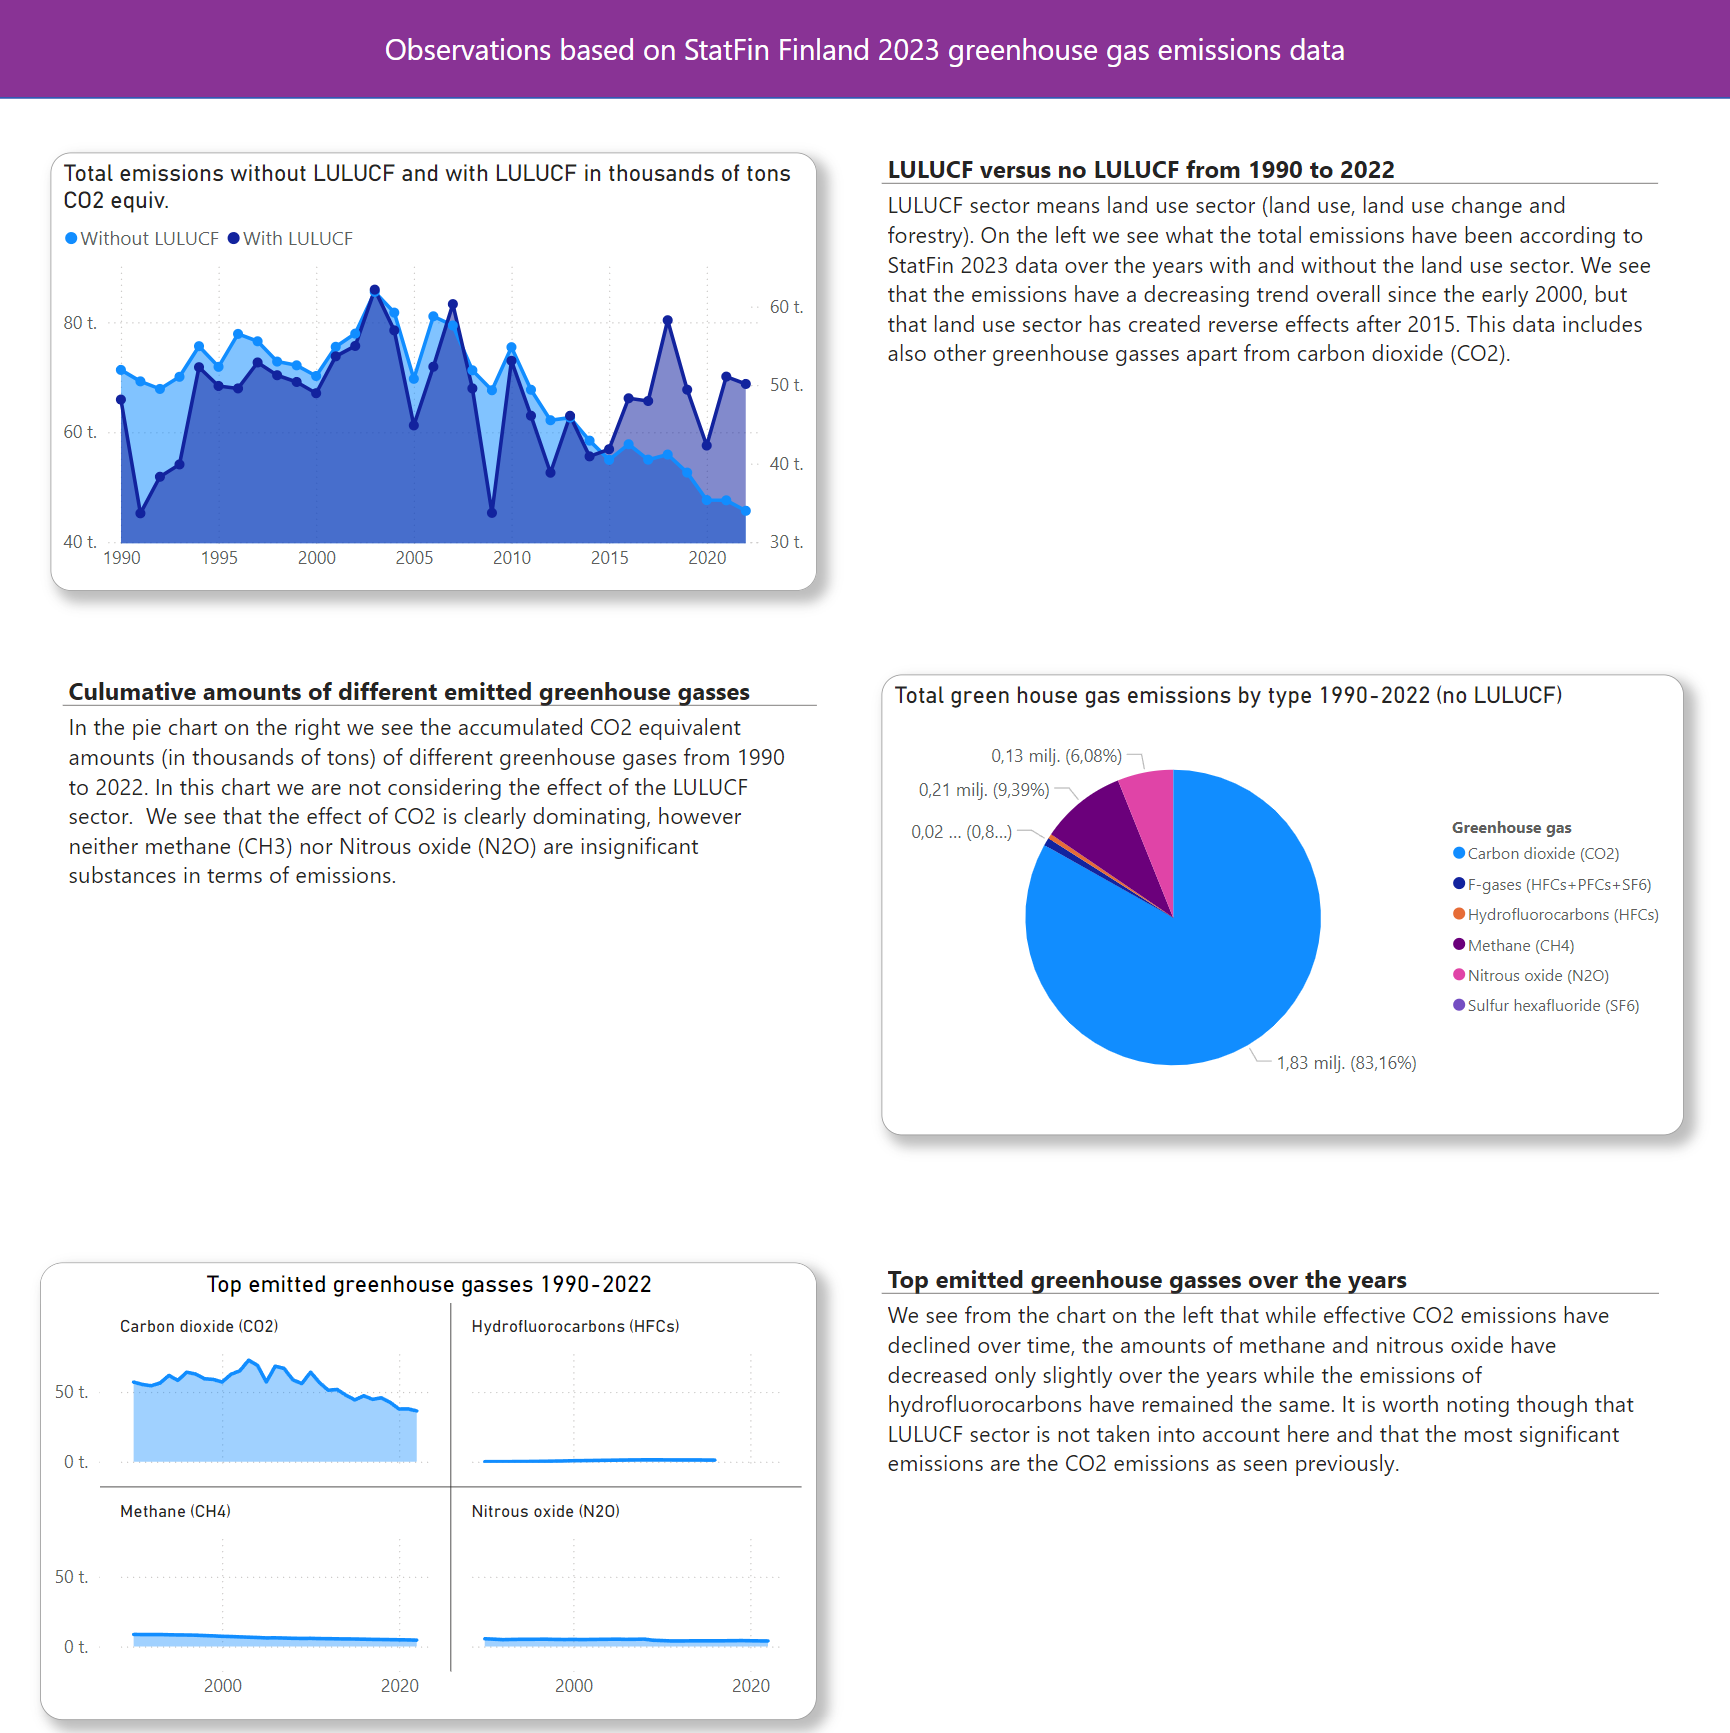 Observations based on StatFin Finland 2023 greenhouse gas emissions data
Total emissions without LULUCF and with LULUCF in thousands of tons
CO2 equiv.
Without LULUCF With LULUCF
80 t.
60 t.
40 t.
60 t.
50 t.
40 t.
30 t.
1990 1995 2000 2005 2010 2015 2020
LULUCF versus no LULUCF from 1990 to 2022
LULUCF sector means land use sector (land use, land use change and
forestry). On the left we see what the total emissions have been according to
StatFin 2023 data over the years with and without the land use sector. We see
that the emissions have a decreasing trend overall since the early 2000, but
that land use sector has created reverse effects after 2015. This data includes
also other greenhouse gasses apart from carbon dioxide (CO2).
Culumative amounts of different emitted greenhouse gasses
In the pie chart on the right we see the accumulated CO2 equivalent
amounts (in thousands of tons) of different greenhouse gases from 1990
to 2022. In this chart we are not considering the effect of the LULUCF
sector.  We see that the effect of CO2 is clearly dominating, however
neither methane (CH3) nor Nitrous oxide (N2O) are insignificant
substances in terms of emissions.
Total green house gas emissions by type 1990-2022 (no LULUCF)
0,13 milj. (6,08%)
0,21 milj. (9,39%)
0,02 ... (0,8...)
1,83 milj. (83,16%)
Greenhouse gas
Carbon dioxide (CO2)
F-gases (HFCs+PFCs+SF6)
Hydrofluorocarbons (HFCs)
Methane (CH4)
Nitrous oxide (N2O)
Sulfur hexafluoride (SF6)
Top emitted greenhouse gasses 1990-2022
Carbon dioxide (CO2)
Hydrofluorocarbons (HFCs)
50 t.
0 t.
Methane (CH4)
Nitrous oxide (N2O)
50 t.
0 t.
2000 2020 2000 2020
Top emitted greenhouse gasses over the years
We see from the chart on the left that while effective CO2 emissions have
declined over time, the amounts of methane and nitrous oxide have
decreased only slightly over the years while the emissions of
hydrofluorocarbons have remained the same. It is worth noting though that
LULUCF sector is not taken into account here and that the most significant
emissions are the CO2 emissions as seen previously.